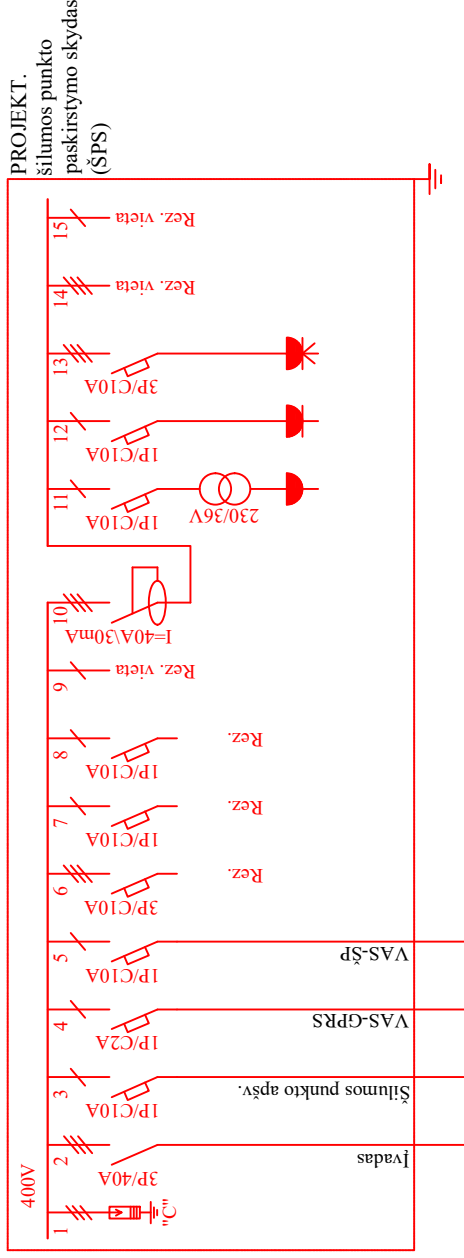 PROJEKT.
šilumos punkto
paskirstymo skydas
(ŠPS)
400V
1
"C"
2
3P/40A
Įvadas
3
1P/C10A
Šilumos punkto apšv.
4
1P/C2A
VAS-GPRS
5
1P/C10A
VAS-ŠP
6
3P/C10A
Rez.
7
1P/C10A
Rez.
8
1P/C10A
Rez.
9
Rez. vieta
10
I=40A\30mA
11
1P/C10A
230/36V
12
1P/C10A
13
3P/C10A
14
Rez. vieta
15
Rez. vieta